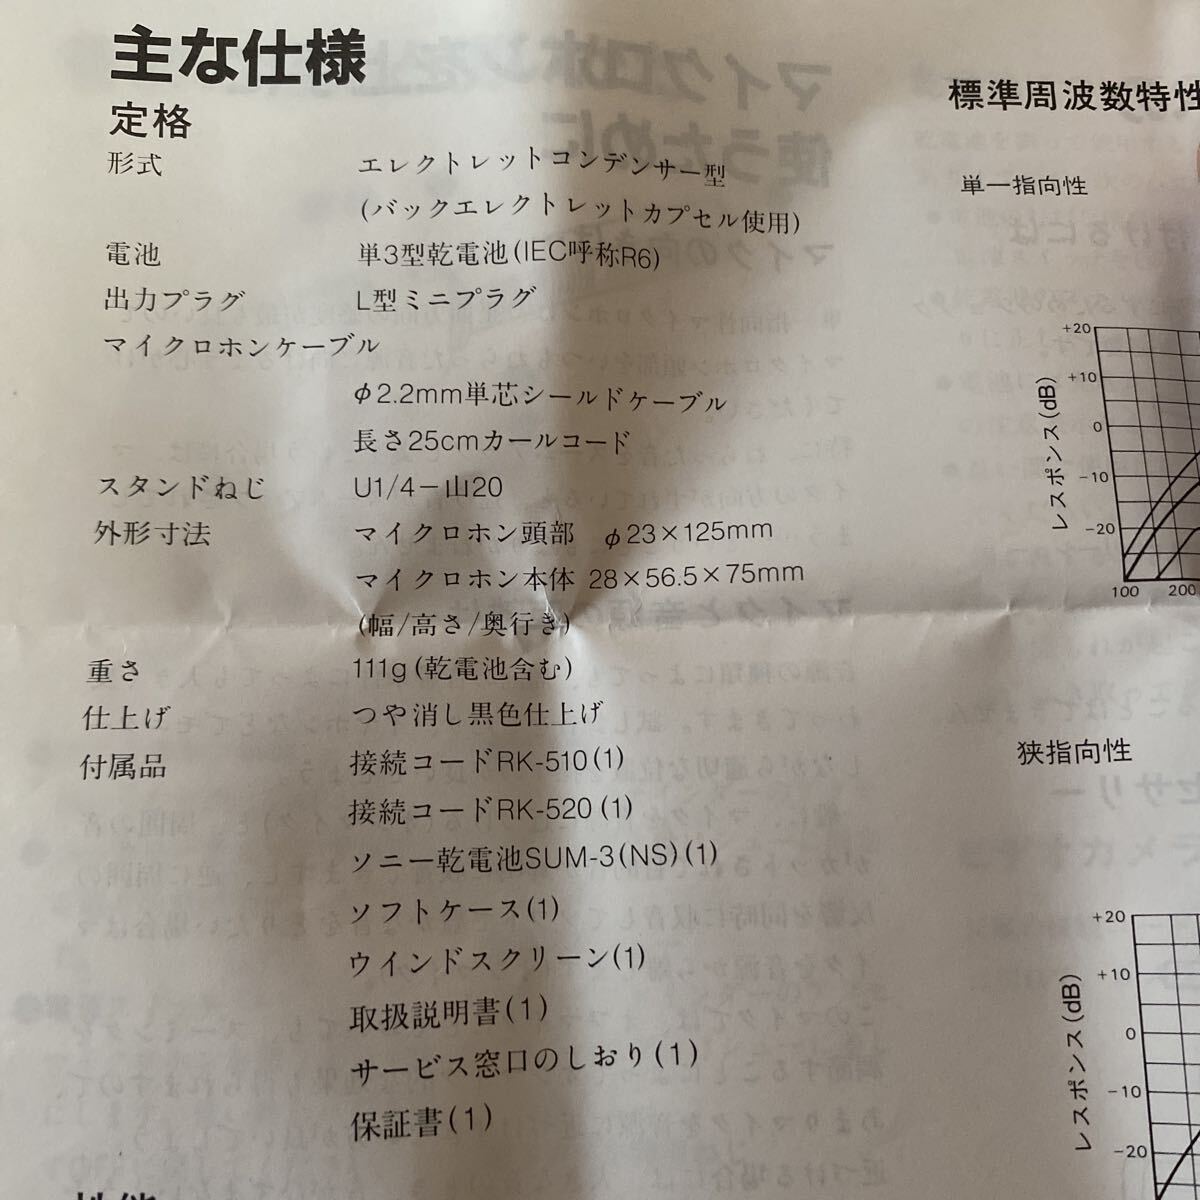 主な仕様
定格
形式 エレクトレットコンデンサー型
(バックエレクトレットカプセル使用)
電池 単3型乾電池(IEC呼称R6)
出力プラグ L型ミニプラグ
マイクロホンケーブル
φ2.2mm単芯シールドケーブル
長さ25cmカールコード
スタンドねじ U1/4−山20
外形寸法 マイクロホン頭部 φ23×125mm
マイクロホン本体 28×56.5×75mm
(幅/高さ/奥行き)
重さ 111g(乾電池含む)
仕上げ つや消し黒色仕上げ
付属品 接続コードRK-510(1)
接続コードRK-520(1)
ソニー乾電池SUM-3(NS)(1)
ソフトケース(1)
ウインドスクリーン(1)
取扱説明書(1)
サービス窓口のしおり(1)
保証書(1)
標準周波数特性
単一指向性
レスポンス(dB)
+20
+10
0
−10
−20
100 200
狭指向性
レスポンス(dB)
+20
+10
0
−10
−20